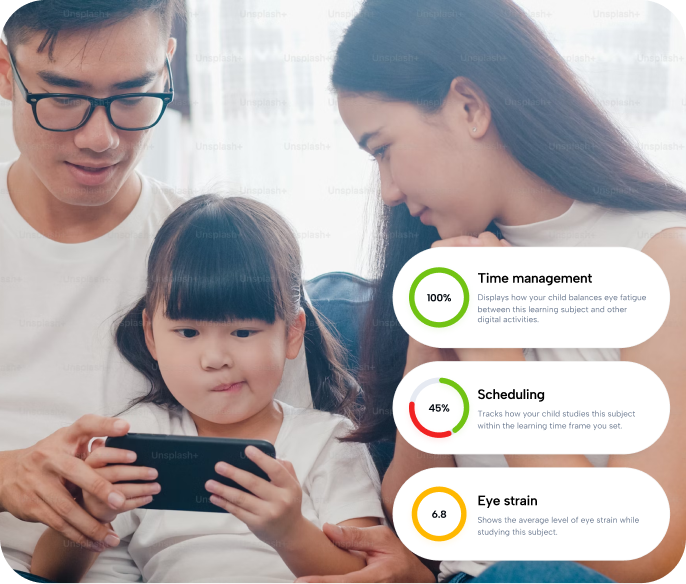 Unsplash+
100%
Time management
Displays how your child balances eye fatigue
between this learning subject and other
digital activities.
45%
Scheduling
Tracks how your child studies this subject
within the learning time frame you set.
6.8
Eye strain
Shows the average level of eye strain while
studying this subject.